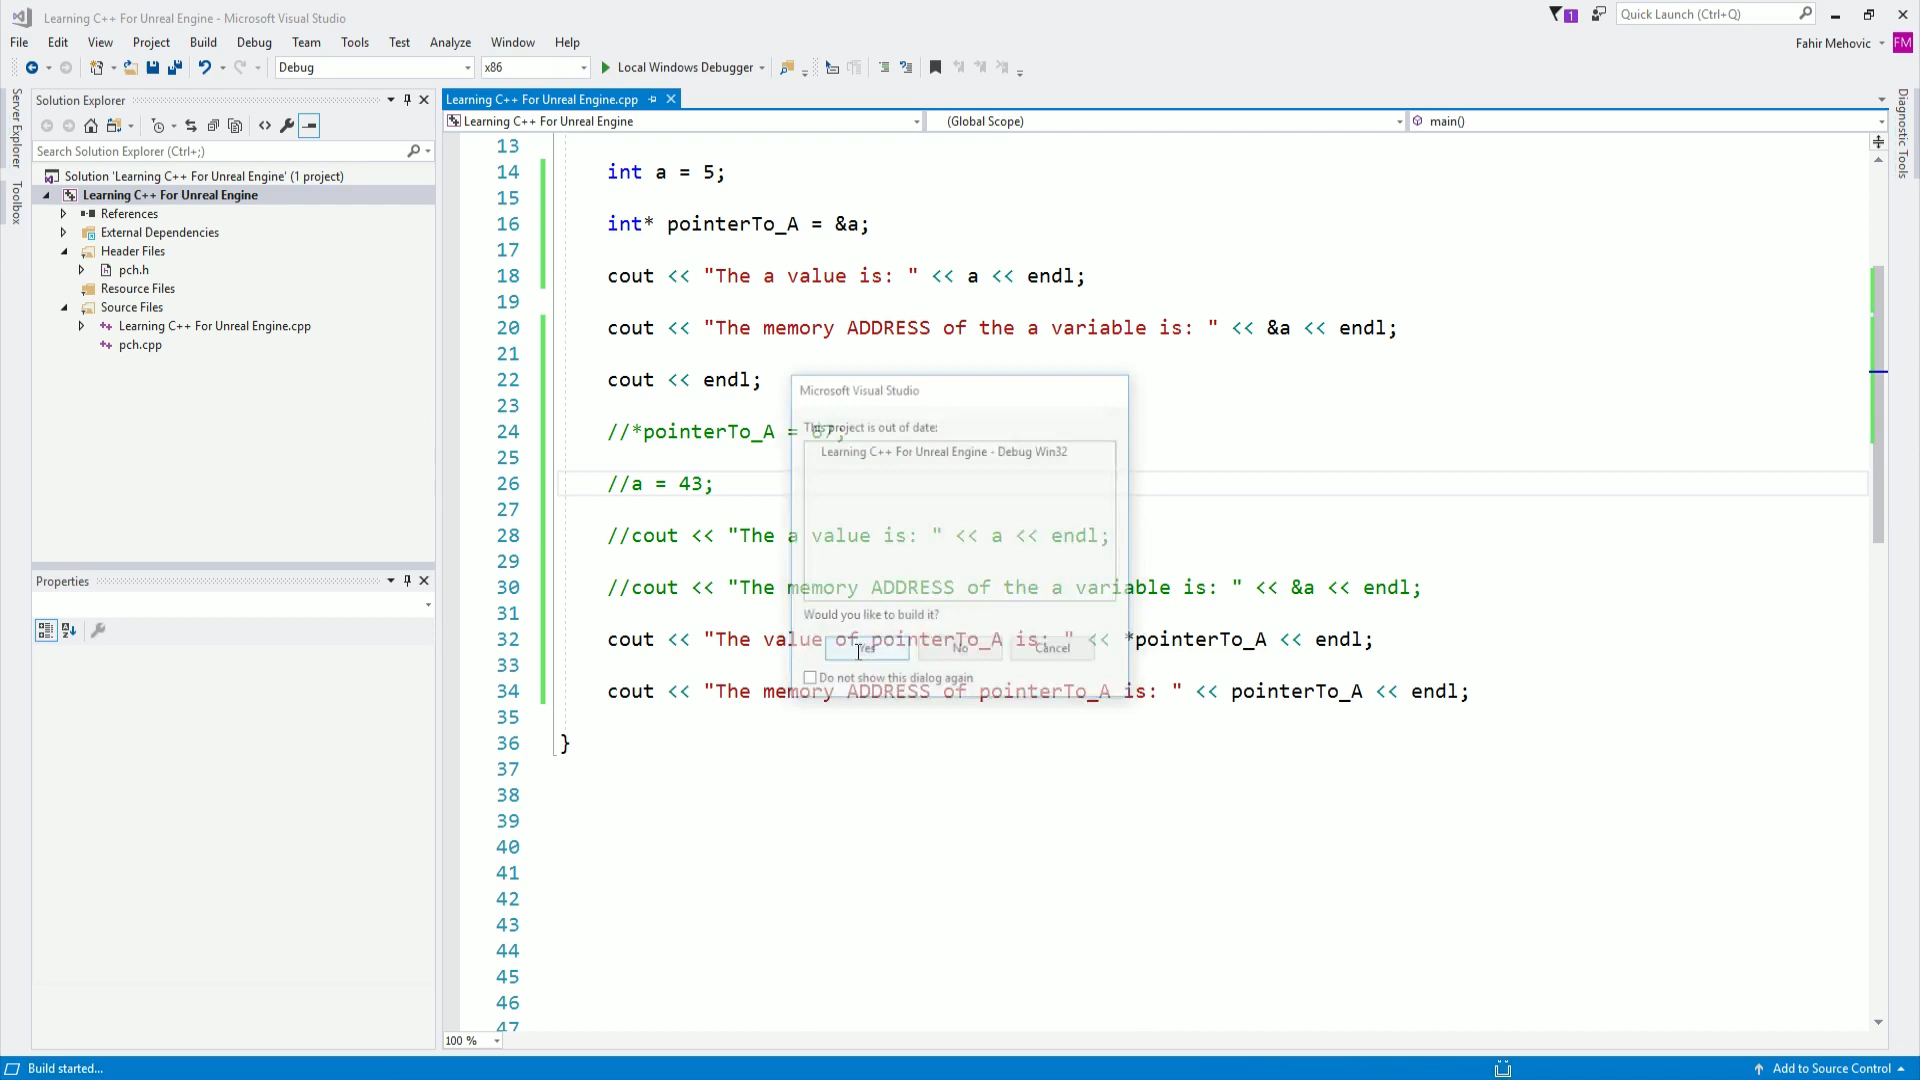 Learning C++ For Unreal Engine - Microsoft Visual Studio
1
Quick Launch (Ctrl+Q)
File Edit View Project Build Debug Team Tools Test Analyze Window Help
Fahir Mehovic
FM
Debug
x86
Local Windows Debugger
Server Explorer
Toolbox
Solution Explorer
Search Solution Explorer (Ctrl+;)
Solution 'Learning C++ For Unreal Engine' (1 project)
Learning C++ For Unreal Engine
References
External Dependencies
Header Files
pch.h
Resource Files
Source Files
Learning C++ For Unreal Engine.cpp
pch.cpp
Properties
Learning C++ For Unreal Engine.cpp
Learning C++ For Unreal Engine
(Global Scope)
main()
Diagnostic Tools
13
14 int a = 5;
15
16 int* pointerTo_A = &a;
17
18 cout << "The a value is: " << a << endl;
19
20 cout << "The memory ADDRESS of the a variable is: " << &a << endl;
21
22 cout << endl;
23
24 //*pointerTo_A = 67;
25
26 //a = 43;
27
28 //cout << "The a value is: " << a << endl;
29
30 //cout << "The memory ADDRESS of the a variable is: " << &a << endl;
31
32 cout << "The value of pointerTo_A is: " << *pointerTo_A << endl;
33
34 cout << "The memory ADDRESS of pointerTo_A is: " << pointerTo_A << endl;
35
36 }
37
38
39
40
41
42
43
44
45
46
47
Microsoft Visual Studio
This project is out of date:
Learning C++ For Unreal Engine - Debug Win32
Would you like to build it?
Yes No Cancel
Do not show this dialog again
100 %
Build started...
Add to Source Control